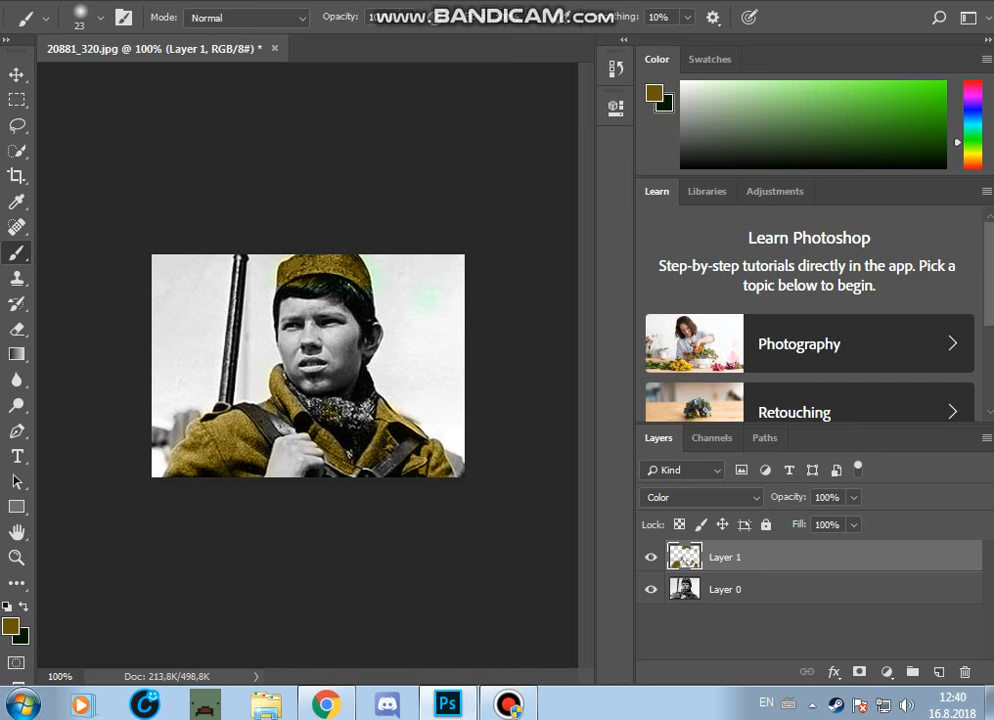 23
Mode: Normal
Opacity:
www.BANDICAM.com
10%
20881_320.jpg @ 100% (Layer 1, RGB/8#) *
Color
Swatches
Learn
Libraries
Adjustments
Learn Photoshop
Step-by-step tutorials directly in the app. Pick a
topic below to begin.
Photography
Retouching
Layers
Channels
Paths
Kind
T
Color
Opacity: 100%
Lock:
Fill: 100%
Layer 1
Layer 0
fx
T
100%
Doc: 213,8K/498,8K
Ps
EN
12:40
16.8.2018